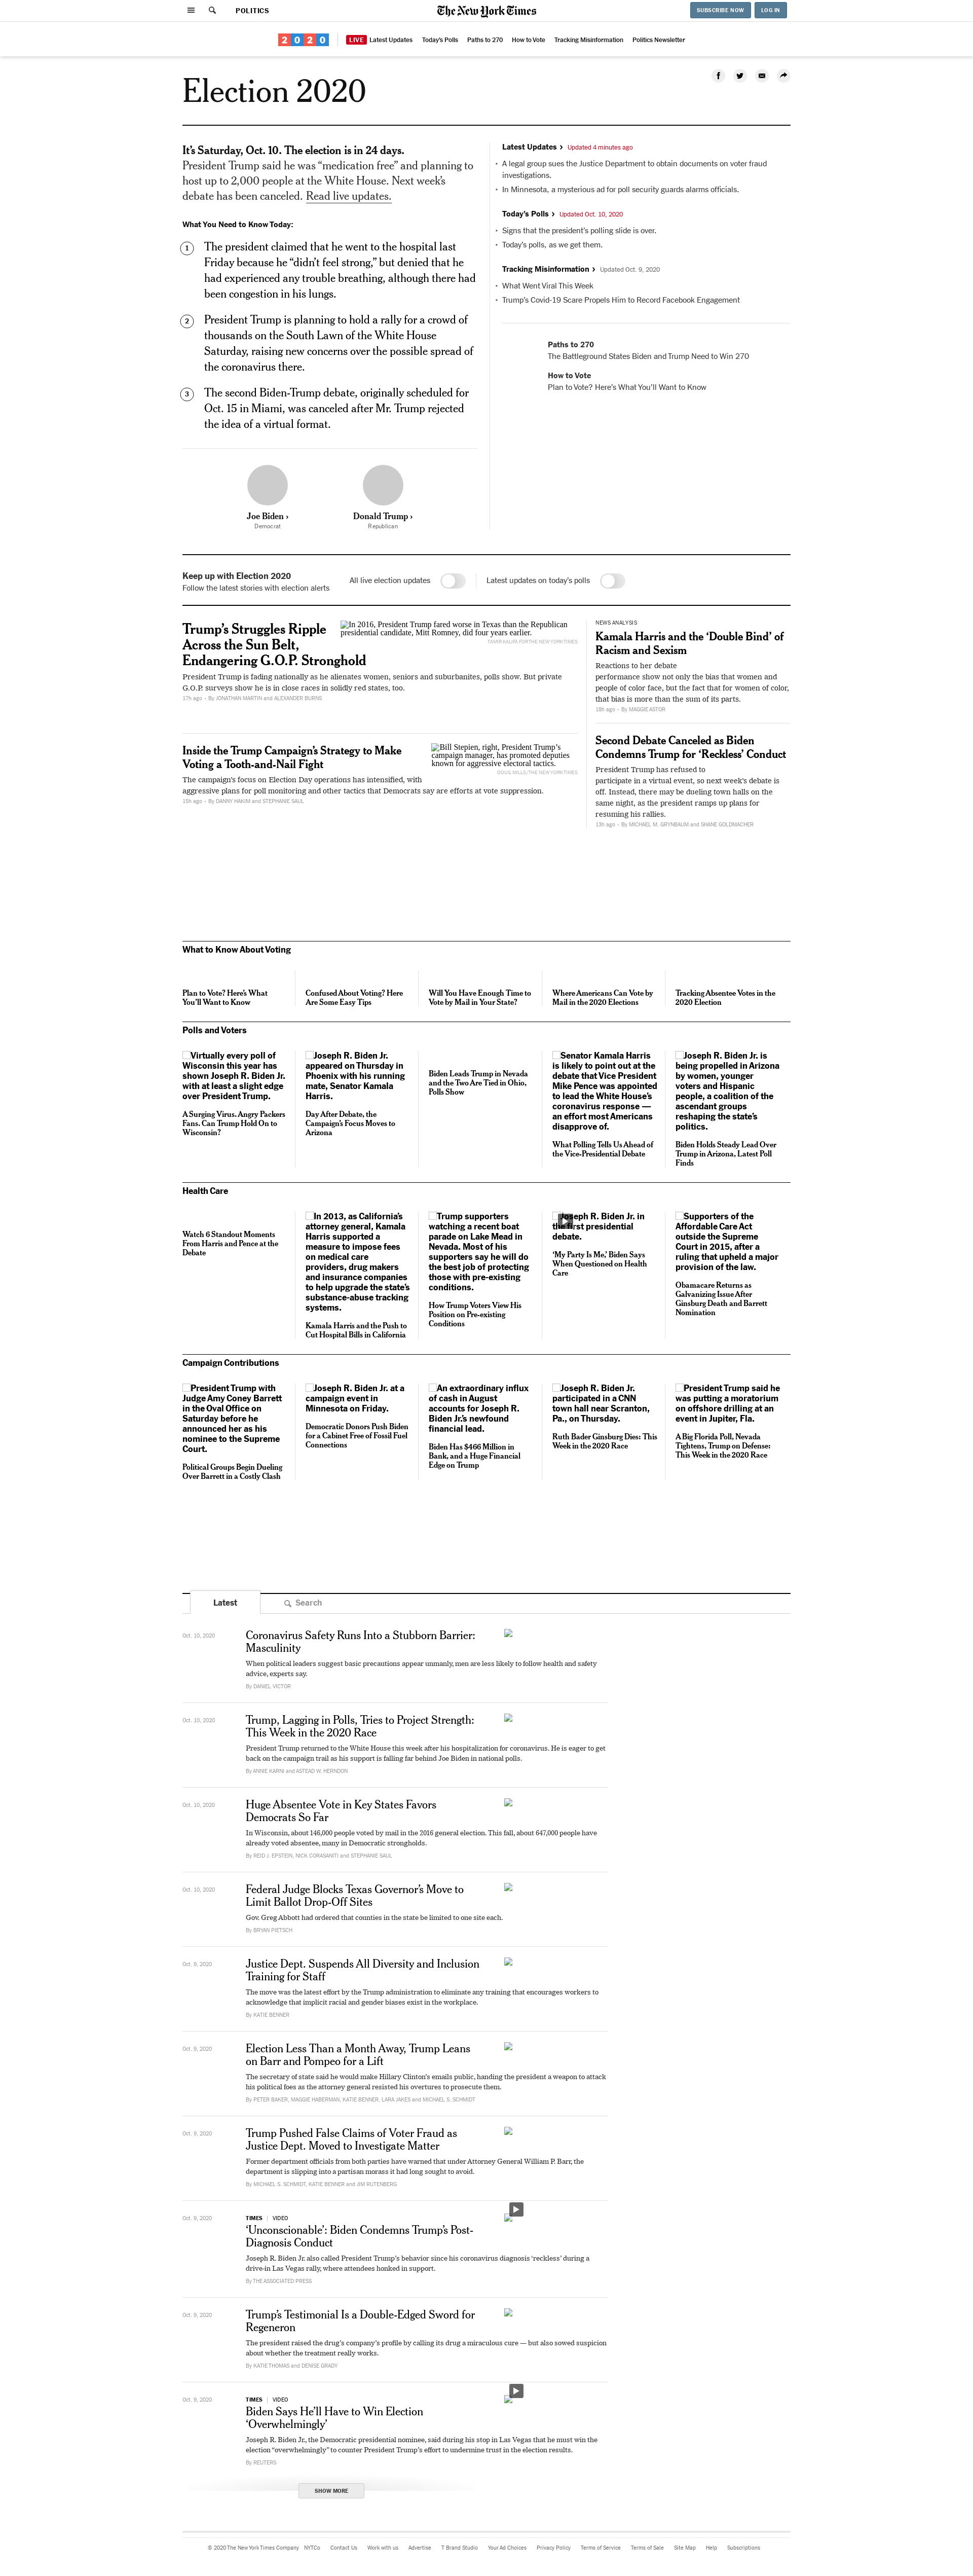 POLITICS
The New York Times
SUBSCRIBE NOW
LOG IN
2020
LIVE Latest Updates
Today's Polls
Paths to 270
How to Vote
Tracking Misinformation
Politics Newsletter
Election 2020
It's Saturday, Oct. 10. The election is in 24 days.
President Trump said he was “medication free” and planning to
host up to 2,000 people at the White House. Next week's
debate has been canceled. Read live updates.
What You Need to Know Today:
1
The president claimed that he went to the hospital last
Friday because he “didn't feel strong,” but denied that he
had experienced any trouble breathing, although there had
been congestion in his lungs.
2
President Trump is planning to hold a rally for a crowd of
thousands on the South Lawn of the White House
Saturday, raising new concerns over the possible spread of
the coronavirus there.
3
The second Biden-Trump debate, originally scheduled for
Oct. 15 in Miami, was canceled after Mr. Trump rejected
the idea of a virtual format.
Joe Biden ›
Democrat
Donald Trump ›
Republican
Latest Updates › Updated 4 minutes ago
• A legal group sues the Justice Department to obtain documents on voter fraud
investigations.
• In Minnesota, a mysterious ad for poll security guards alarms officials.
Today's Polls › Updated Oct. 10, 2020
• Signs that the president's polling slide is over.
• Today's polls, as we get them.
Tracking Misinformation › Updated Oct. 9, 2020
• What Went Viral This Week
• Trump's Covid-19 Scare Propels Him to Record Facebook Engagement
Paths to 270
The Battleground States Biden and Trump Need to Win 270
How to Vote
Plan to Vote? Here's What You'll Want to Know
Keep up with Election 2020
Follow the latest stories with election alerts
All live election updates
Latest updates on today's polls
Trump's Struggles Ripple
Across the Sun Belt,
Endangering G.O.P. Stronghold
In 2016, President Trump fared worse in Texas than the Republican
presidential candidate, Mitt Romney, did four years earlier.
TAMIR KALIFA FOR THE NEW YORK TIMES
President Trump is fading nationally as he alienates women, seniors and suburbanites, polls show. But private
G.O.P. surveys show he is in close races in solidly red states, too.
17h ago – By JONATHAN MARTIN and ALEXANDER BURNS
Inside the Trump Campaign's Strategy to Make
Voting a Tooth-and-Nail Fight
Bill Stepien, right, President Trump's
campaign manager, has promoted deputies
known for aggressive electoral tactics.
DOUG MILLS/THE NEW YORK TIMES
The campaign's focus on Election Day operations has intensified, with
aggressive plans for poll monitoring and other tactics that Democrats say are efforts at vote suppression.
15h ago – By DANNY HAKIM and STEPHANIE SAUL
NEWS ANALYSIS
Kamala Harris and the ‘Double Bind’ of
Racism and Sexism
Reactions to her debate
performance show not only the bias that women and
people of color face, but the fact that for women of color,
that bias is more than the sum of its parts.
18h ago – By MAGGIE ASTOR
Second Debate Canceled as Biden
Condemns Trump for ‘Reckless’ Conduct
President Trump has refused to
participate in a virtual event, so next week's debate is
off. Instead, there may be dueling town halls on the
same night, as the president ramps up plans for
resuming his rallies.
13h ago – By MICHAEL M. GRYNBAUM and SHANE GOLDMACHER
What to Know About Voting
Plan to Vote? Here's What
You'll Want to Know
Confused About Voting? Here
Are Some Easy Tips
Will You Have Enough Time to
Vote by Mail in Your State?
Where Americans Can Vote by
Mail in the 2020 Elections
Tracking Absentee Votes in the
2020 Election
Polls and Voters
Virtually every poll of
Wisconsin this year has
shown Joseph R. Biden Jr.
with at least a slight edge
over President Trump.
A Surging Virus. Angry Packers
Fans. Can Trump Hold On to
Wisconsin?
Joseph R. Biden Jr.
appeared on Thursday in
Phoenix with his running
mate, Senator Kamala
Harris.
Day After Debate, the
Campaign's Focus Moves to
Arizona
Biden Leads Trump in Nevada
and the Two Are Tied in Ohio,
Polls Show
Senator Kamala Harris
is likely to point out at the
debate that Vice President
Mike Pence was appointed
to lead the White House's
coronavirus response —
an effort most Americans
disapprove of.
What Polling Tells Us Ahead of
the Vice-Presidential Debate
Joseph R. Biden Jr. is
being propelled in Arizona
by women, younger
voters and Hispanic
people, a coalition of the
ascendant groups
reshaping the state's
politics.
Biden Holds Steady Lead Over
Trump in Arizona, Latest Poll
Finds
Health Care
Watch 6 Standout Moments
From Harris and Pence at the
Debate
In 2013, as California's
attorney general, Kamala
Harris supported a
measure to impose fees
on medical care
providers, drug makers
and insurance companies
to help upgrade the state's
substance-abuse tracking
systems.
Kamala Harris and the Push to
Cut Hospital Bills in California
Trump supporters
watching a recent boat
parade on Lake Mead in
Nevada. Most of his
supporters say he will do
the best job of protecting
those with pre-existing
conditions.
How Trump Voters View His
Position on Pre-existing
Conditions
Joseph R. Biden Jr. in
the first presidential
debate.
‘My Party Is Me,’ Biden Says
When Questioned on Health
Care
Supporters of the
Affordable Care Act
outside the Supreme
Court in 2015, after a
ruling that upheld a major
provision of the law.
Obamacare Returns as
Galvanizing Issue After
Ginsburg Death and Barrett
Nomination
Campaign Contributions
President Trump with
Judge Amy Coney Barrett
in the Oval Office on
Saturday before he
announced her as his
nominee to the Supreme
Court.
Political Groups Begin Dueling
Over Barrett in a Costly Clash
Joseph R. Biden Jr. at a
campaign event in
Minnesota on Friday.
Democratic Donors Push Biden
for a Cabinet Free of Fossil Fuel
Connections
An extraordinary influx
of cash in August
accounts for Joseph R.
Biden Jr.'s newfound
financial lead.
Biden Has $466 Million in
Bank, and a Huge Financial
Edge on Trump
Joseph R. Biden Jr.
participated in a CNN
town hall near Scranton,
Pa., on Thursday.
Ruth Bader Ginsburg Dies: This
Week in the 2020 Race
President Trump said he
was putting a moratorium
on offshore drilling at an
event in Jupiter, Fla.
A Big Florida Poll, Nevada
Tightens, Trump on Defense:
This Week in the 2020 Race
Latest
Search
Oct. 10, 2020
Coronavirus Safety Runs Into a Stubborn Barrier:
Masculinity
When political leaders suggest basic precautions appear unmanly, men are less likely to follow health and safety
advice, experts say.
By DANIEL VICTOR
Oct. 10, 2020
Trump, Lagging in Polls, Tries to Project Strength:
This Week in the 2020 Race
President Trump returned to the White House this week after his hospitalization for coronavirus. He is eager to get
back on the campaign trail as his support is falling far behind Joe Biden in national polls.
By ANNIE KARNI and ASTEAD W. HERNDON
Oct. 10, 2020
Huge Absentee Vote in Key States Favors
Democrats So Far
In Wisconsin, about 146,000 people voted by mail in the 2016 general election. This fall, about 647,000 people have
already voted absentee, many in Democratic strongholds.
By REID J. EPSTEIN, NICK CORASANITI and STEPHANIE SAUL
Oct. 10, 2020
Federal Judge Blocks Texas Governor's Move to
Limit Ballot Drop-Off Sites
Gov. Greg Abbott had ordered that counties in the state be limited to one site each.
By BRYAN PIETSCH
Oct. 9, 2020
Justice Dept. Suspends All Diversity and Inclusion
Training for Staff
The move was the latest effort by the Trump administration to eliminate any training that encourages workers to
acknowledge that implicit racial and gender biases exist in the workplace.
By KATIE BENNER
Oct. 9, 2020
Election Less Than a Month Away, Trump Leans
on Barr and Pompeo for a Lift
The secretary of state said he would make Hillary Clinton's emails public, handing the president a weapon to attack
his political foes as the attorney general resisted his overtures to prosecute them.
By PETER BAKER, MAGGIE HABERMAN, KATIE BENNER, LARA JAKES and MICHAEL S. SCHMIDT
Oct. 9, 2020
Trump Pushed False Claims of Voter Fraud as
Justice Dept. Moved to Investigate Matter
Former department officials from both parties have warned that under Attorney General William P. Barr, the
department is slipping into a partisan morass it had long sought to avoid.
By MICHAEL S. SCHMIDT, KATIE BENNER and JIM RUTENBERG
Oct. 9, 2020
TIMES | VIDEO
‘Unconscionable’: Biden Condemns Trump's Post-
Diagnosis Conduct
Joseph R. Biden Jr. also called President Trump's behavior since his coronavirus diagnosis ‘reckless’ during a
drive-in Las Vegas rally, where attendees honked in support.
By THE ASSOCIATED PRESS
Oct. 9, 2020
Trump's Testimonial Is a Double-Edged Sword for
Regeneron
The president raised the drug's company's profile by calling its drug a miraculous cure — but also sowed suspicion
about whether the treatment really works.
By KATIE THOMAS and DENISE GRADY
Oct. 9, 2020
TIMES | VIDEO
Biden Says He'll Have to Win Election
‘Overwhelmingly’
Joseph R. Biden Jr., the Democratic presidential nominee, said during his stop in Las Vegas that he must win the
election “overwhelmingly” to counter President Trump's effort to undermine trust in the election results.
By REUTERS
SHOW MORE
© 2020 The New York Times Company
NYTCo
Contact Us
Work with us
Advertise
T Brand Studio
Your Ad Choices
Privacy Policy
Terms of Service
Terms of Sale
Site Map
Help
Subscriptions